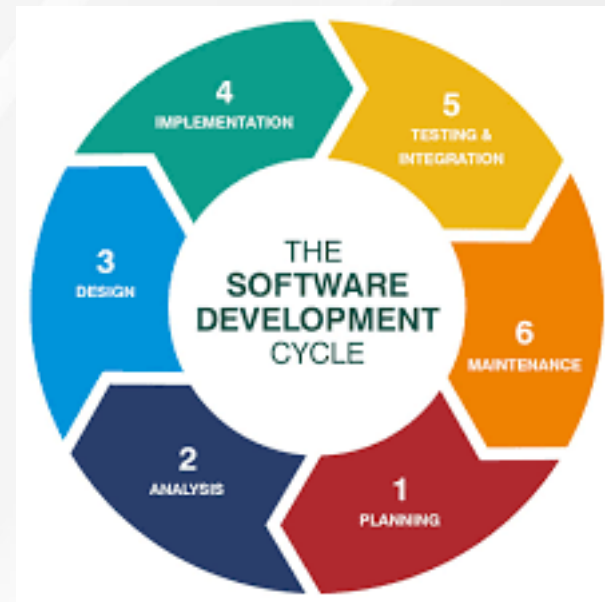 THE
SOFTWARE
DEVELOPMENT
CYCLE
1
PLANNING
2
ANALYSIS
3
DESIGN
4
IMPLEMENTATION
5
TESTING &
INTEGRATION
6
MAINTENANCE